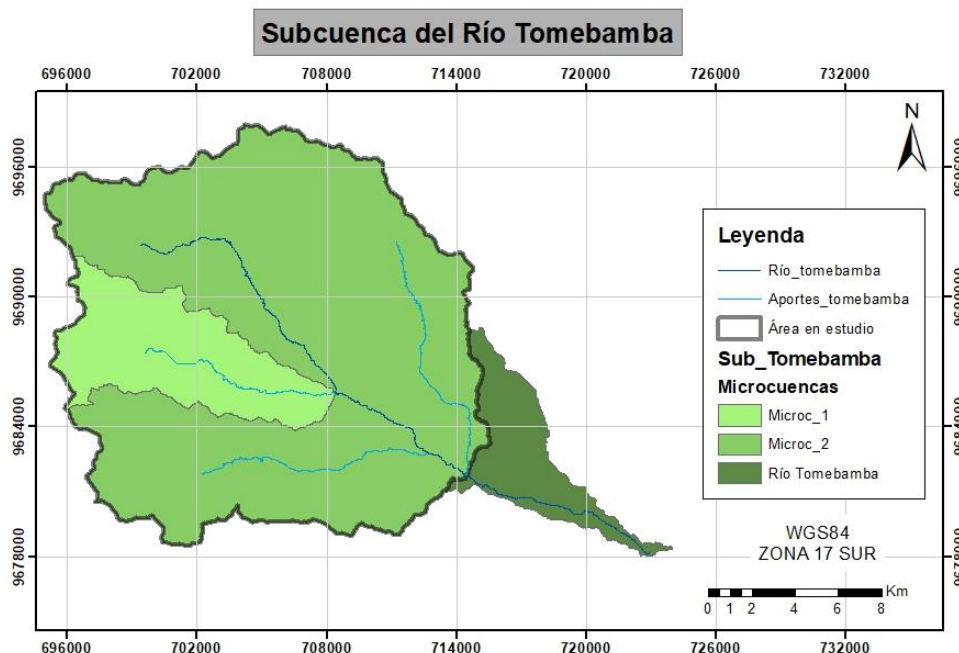 Subcuenca del Río Tomebamba
696000 702000 708000 714000 720000 726000 732000
9696000 9696000
9690000 9690000
9684000 9684000
9678000 9678000
N
Leyenda
Río_tomebamba
Aportes_tomebamba
Área en estudio
Sub_Tomebamba
Microcuencas
Microc_1
Microc_2
Río Tomebamba
WGS84
ZONA 17 SUR
Km
0 1 2 4 6 8
696000 702000 708000 714000 720000 726000 732000